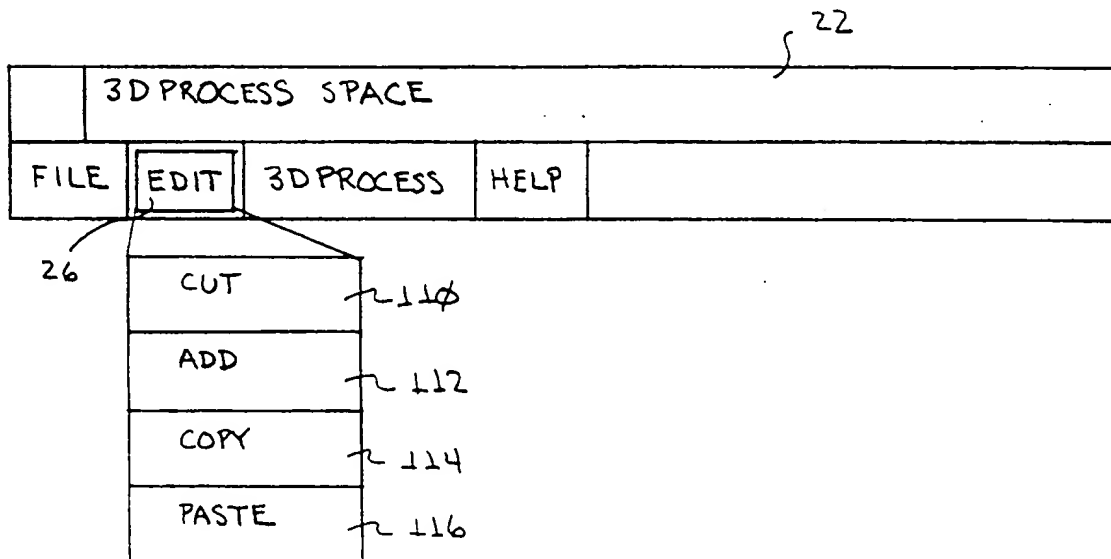 22
3D PROCESS SPACE
FILE EDIT 3D PROCESS HELP
26
CUT 110
ADD 112
COPY 114
PASTE 116